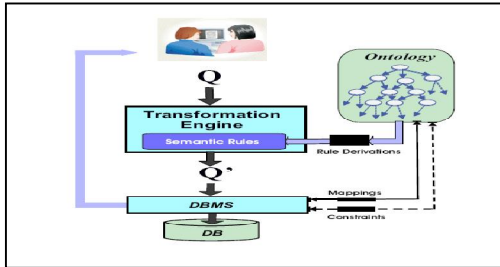 Ontology
Q
Transformation
Engine
Semantic Rules
Rule Derivations
Q'
Mappings
DBMS
Constraints
DB